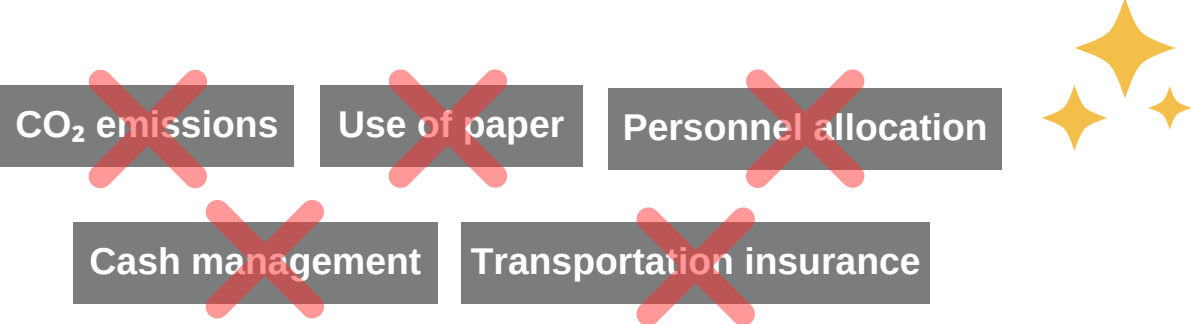 CO₂ emissions
Use of paper
Personnel allocation
Cash management
Transportation insurance